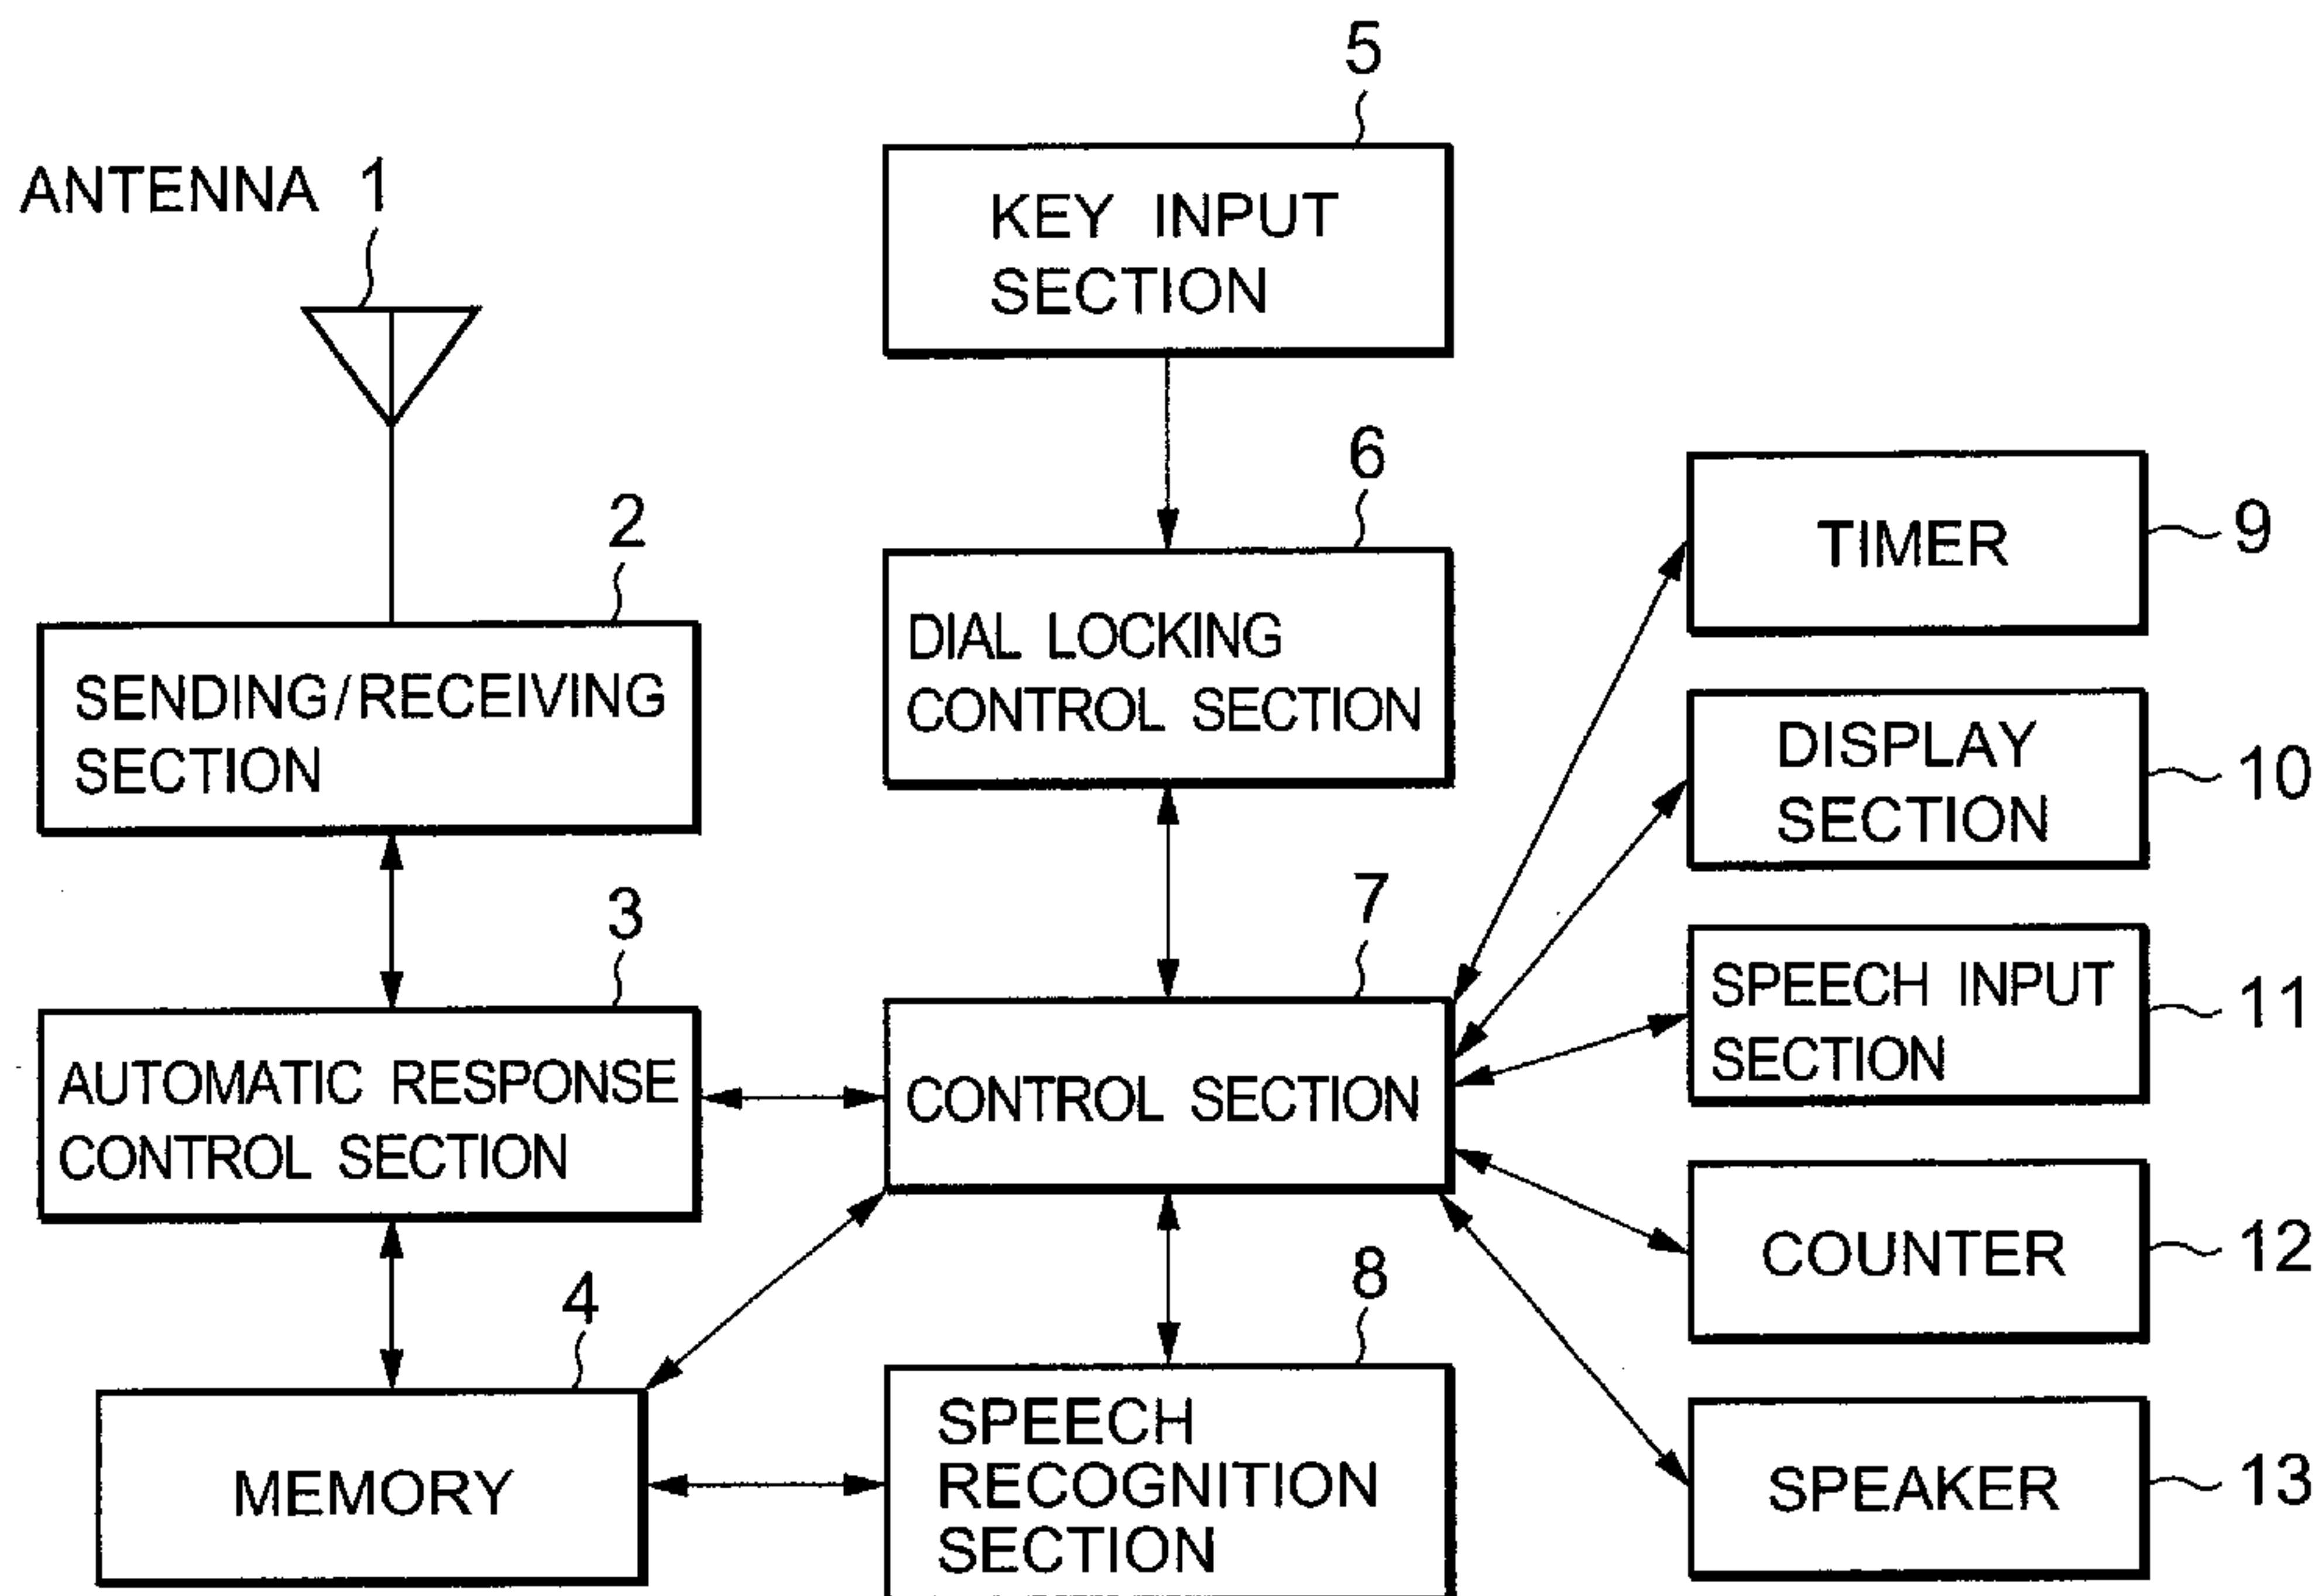 5
KEY INPUT
SECTION
ANTENNA 1
6
DIAL LOCKING
CONTROL SECTION
2
SENDING/RECEIVING
SECTION
TIMER
9
DISPLAY
SECTION
10
3
AUTOMATIC RESPONSE
CONTROL SECTION
7
CONTROL SECTION
SPEECH INPUT
SECTION
11
COUNTER
12
4
MEMORY
8
SPEECH
RECOGNITION
SECTION
SPEAKER
13